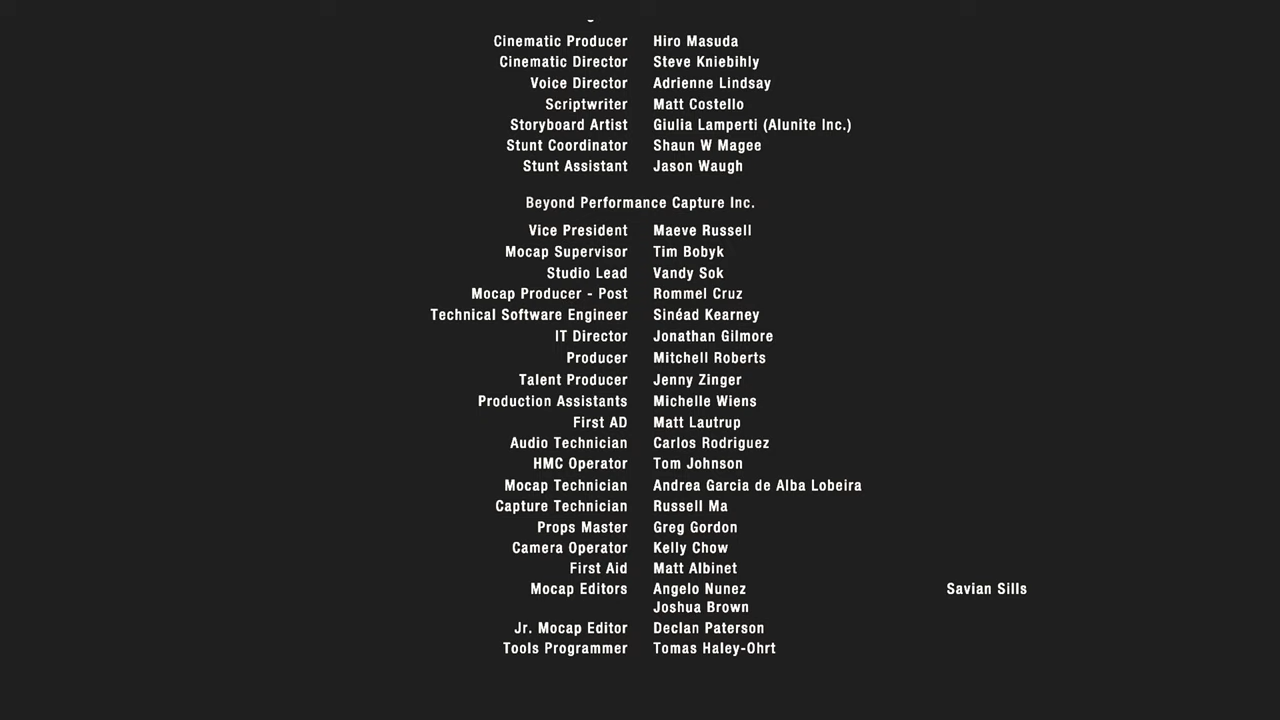 Cinematic Producer Hiro Masuda
Cinematic Director Steve Kniebihly
Voice Director Adrienne Lindsay
Scriptwriter Matt Costello
Storyboard Artist Giulia Lamperti (Alunite Inc.)
Stunt Coordinator Shaun W Magee
Stunt Assistant Jason Waugh
Beyond Performance Capture Inc.
Vice President Maeve Russell
Mocap Supervisor Tim Bobyk
Studio Lead Vandy Sok
Mocap Producer - Post Rommel Cruz
Technical Software Engineer Sinéad Kearney
IT Director Jonathan Gilmore
Producer Mitchell Roberts
Talent Producer Jenny Zinger
Production Assistants Michelle Wiens
First AD Matt Lautrup
Audio Technician Carlos Rodriguez
HMC Operator Tom Johnson
Mocap Technician Andrea Garcia de Alba Lobeira
Capture Technician Russell Ma
Props Master Greg Gordon
Camera Operator Kelly Chow
First Aid Matt Albinet
Mocap Editors Angelo Nunez Savian Sills
Joshua Brown
Jr. Mocap Editor Declan Paterson
Tools Programmer Tomas Haley-Ohrt